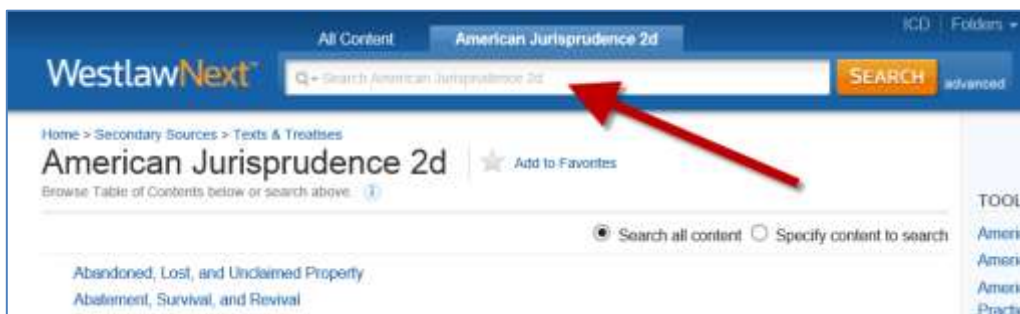 ICD | Folders
All Content American Jurisprudence 2d
WestlawNext™
Search American Jurisprudence 2d
SEARCH advanced
Home > Secondary Sources > Texts & Treatises
American Jurisprudence 2d Add to Favorites
Browse Table of Contents below or search above. i
TOOL
Search all content Specify content to search
Ameri
Abandoned, Lost, and Unclaimed Property
Ameri
Abatement, Survival, and Revival
Ameri
Practi